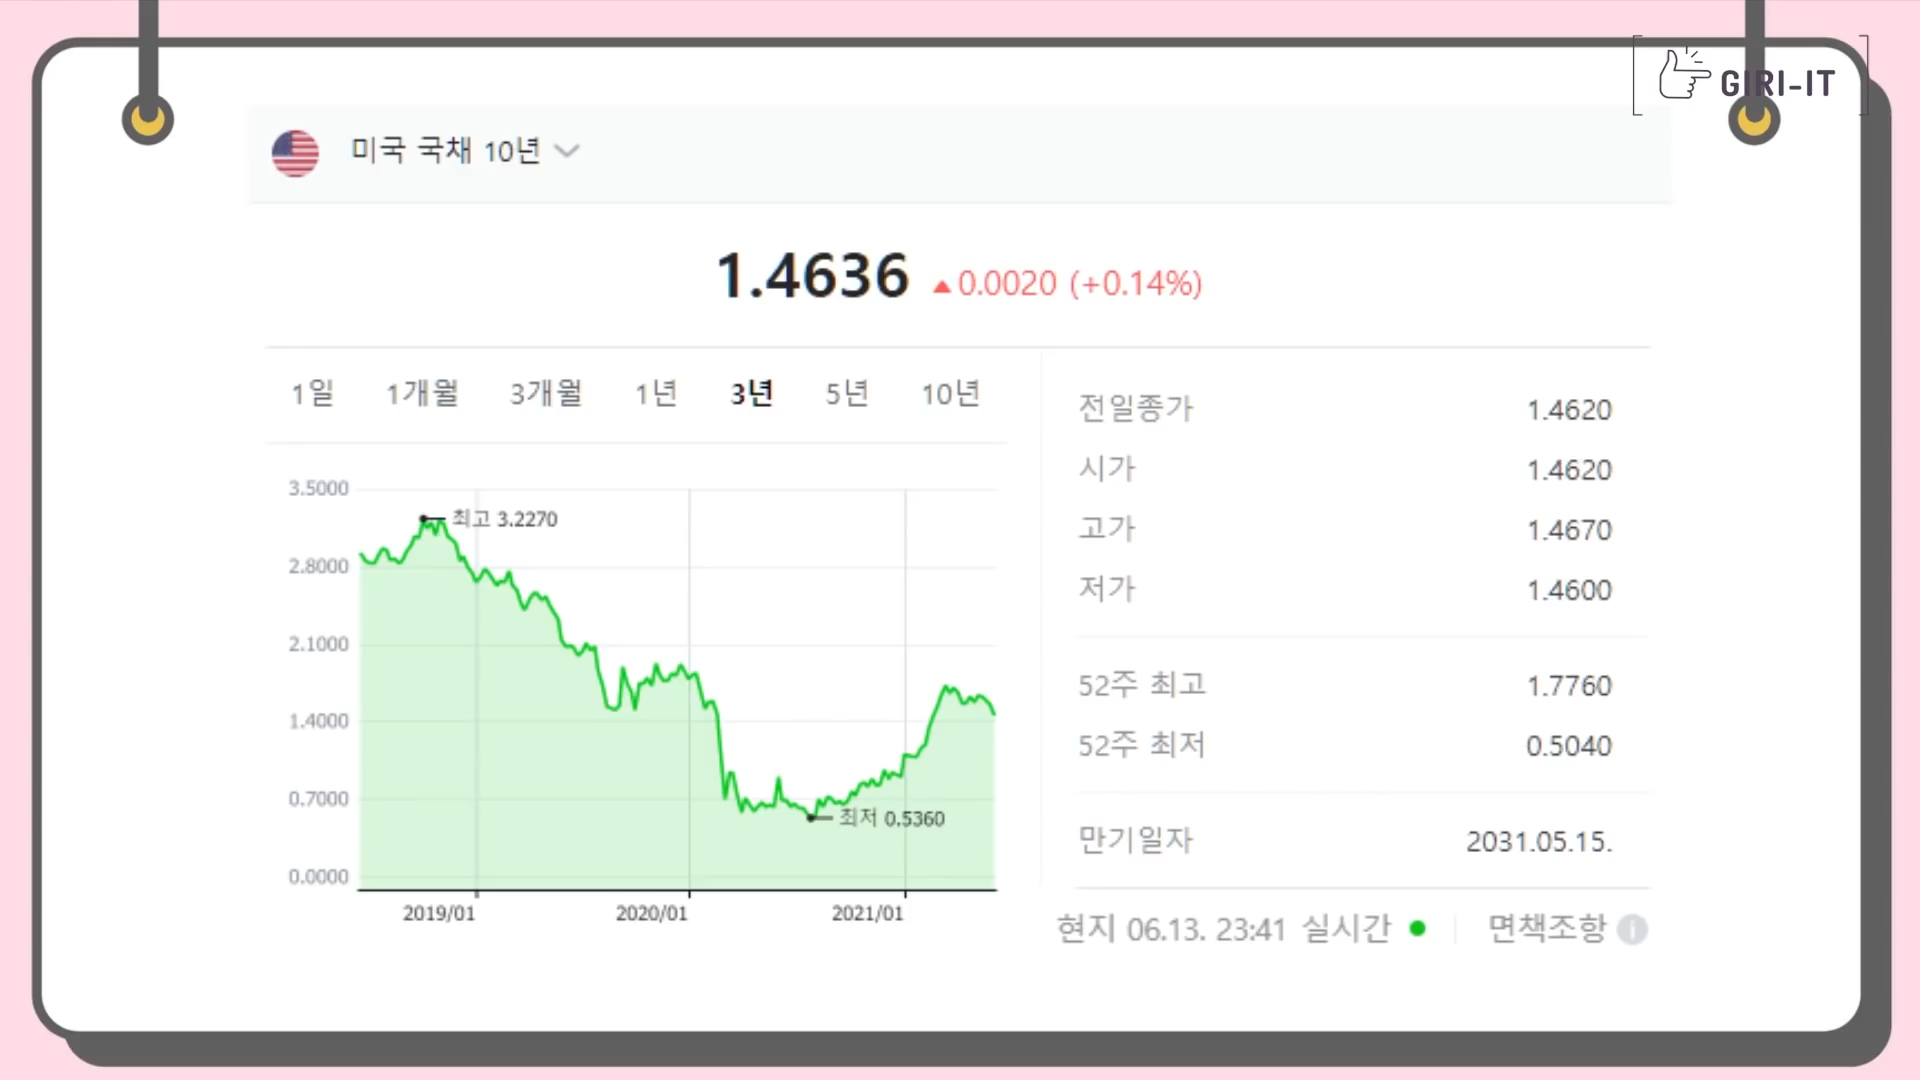 GIRI-IT
미국 국채 10년
1.4636 ▲0.0020 (+0.14%)
1일 1개월 3개월 1년 3년 5년 10년
3.5000
2.8000
2.1000
1.4000
0.7000
0.0000
최고 3.2270
최저 0.5360
2019/01 2020/01 2021/01
전일종가 1.4620
시가 1.4620
고가 1.4670
저가 1.4600
52주 최고 1.7760
52주 최저 0.5040
만기일자 2031.05.15.
현지 06.13. 23:41 실시간 면책조항 i